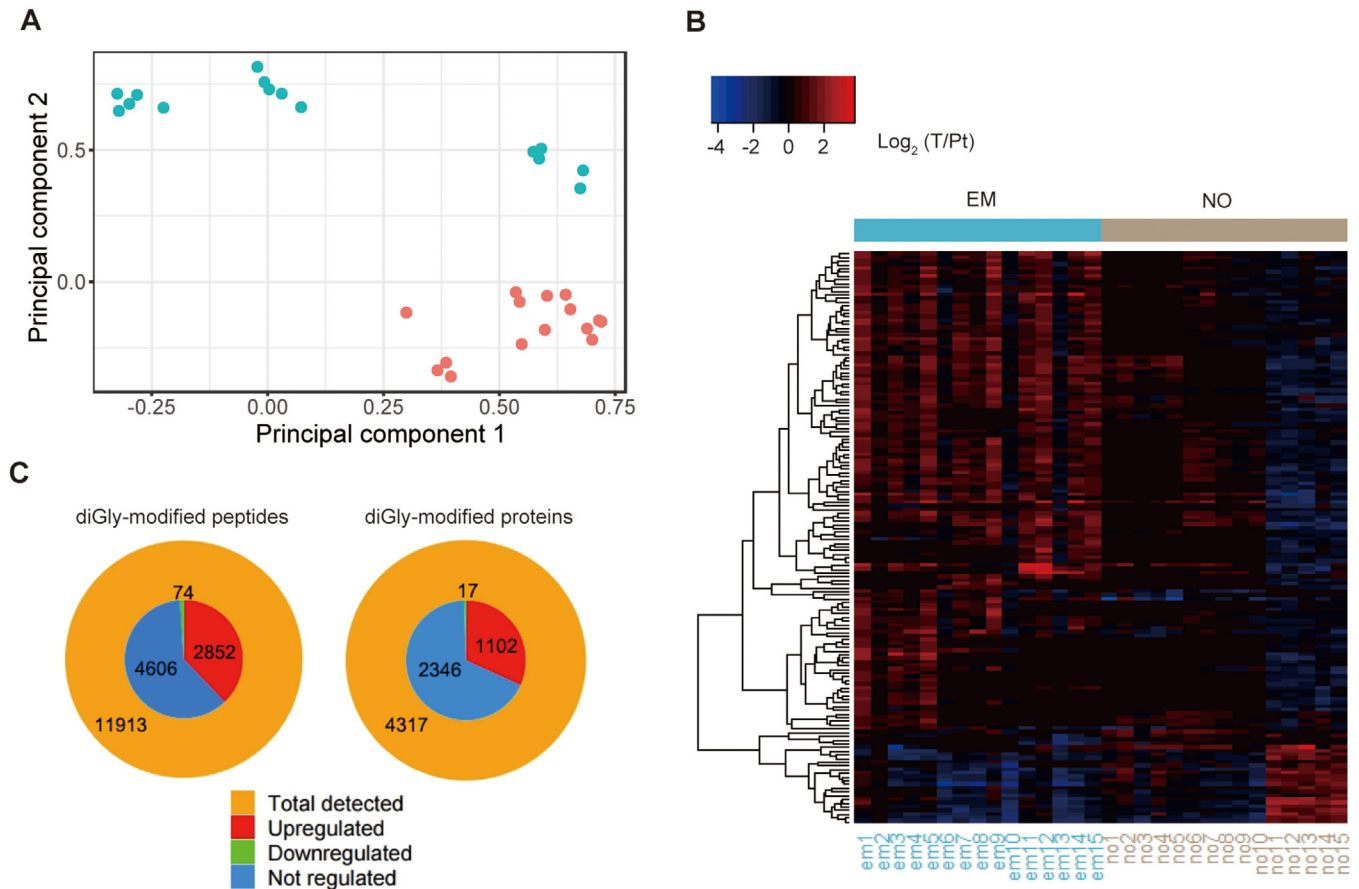 A
Principal component 2
0.5
0.0
-0.25
0.00
0.25
0.50
0.75
Principal component 1
B
-4
-2
0
2
Log2 (T/Pt)
EM
NO
em1
em2
em3
em4
em5
em6
em7
em8
em9
em10
em11
em12
em13
em14
em15
no1
no2
no3
no4
no5
no6
no7
no8
no9
no10
no11
no12
no13
no14
no15
C
diGly-modified peptides
74
4606
2852
11913
diGly-modified proteins
17
2346
1102
4317
Total detected
Upregulated
Downregulated
Not regulated